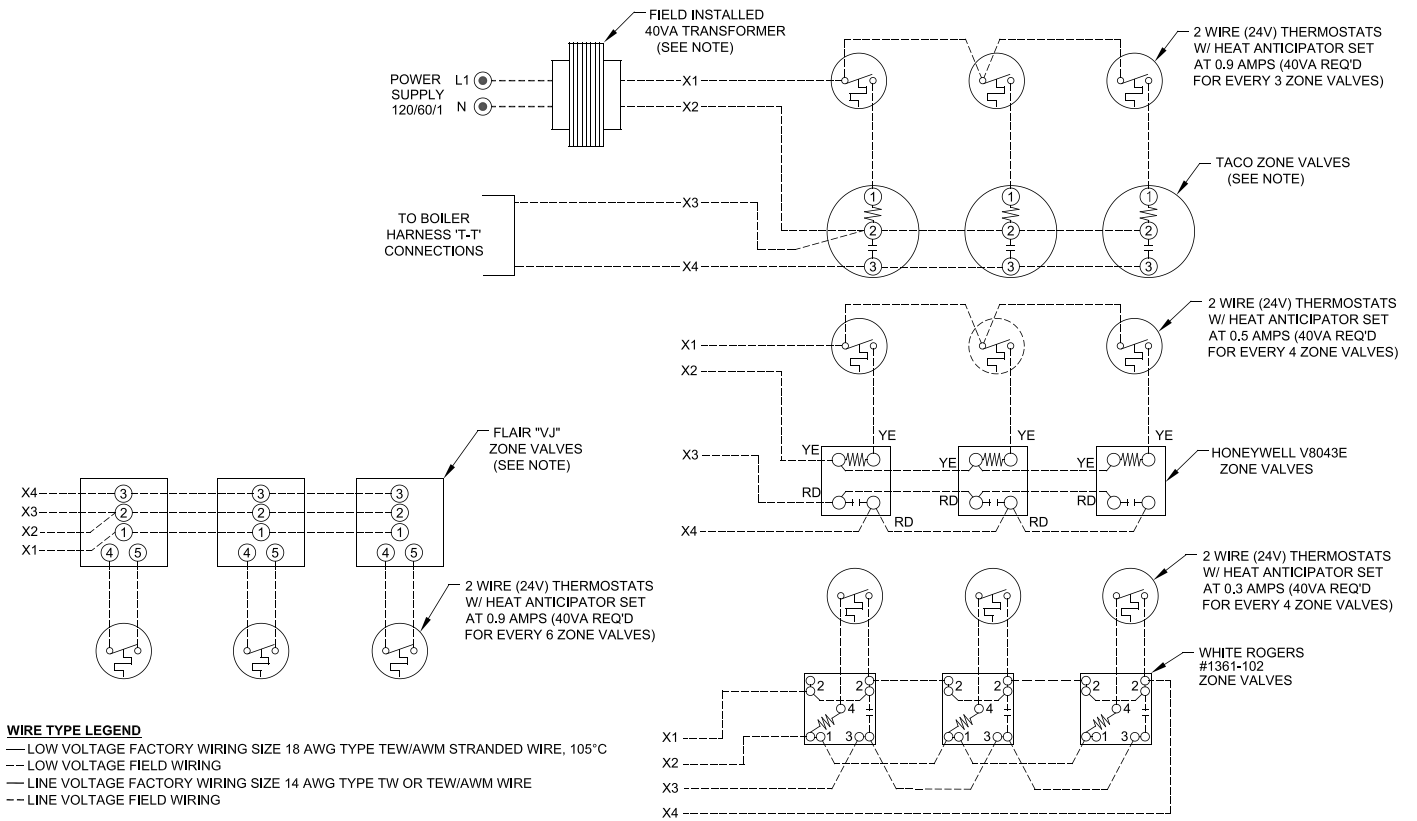 FIELD INSTALLED
40VA TRANSFORMER
(SEE NOTE)
POWER
SUPPLY
120/60/1
L1
N
X1
X2
2 WIRE (24V) THERMOSTATS
W/ HEAT ANTICIPATOR SET
AT 0.9 AMPS (40VA REQ'D
FOR EVERY 3 ZONE VALVES)
TACO ZONE VALVES
(SEE NOTE)
1 1 1
2 2 2
3 3 3
TO BOILER
HARNESS 'T-T'
CONNECTIONS
X3
X4
2 WIRE (24V) THERMOSTATS
W/ HEAT ANTICIPATOR SET
AT 0.5 AMPS (40VA REQ'D
FOR EVERY 4 ZONE VALVES)
X1
X2
X3
X4
YE YE YE
YE YE YE
RD RD RD
RD RD
HONEYWELL V8043E
ZONE VALVES
FLAIR "VJ"
ZONE VALVES
(SEE NOTE)
X4
X3
X2
X1
3 3 3
2 2 2
1 1 1
4 5 4 5 4 5
2 WIRE (24V) THERMOSTATS
W/ HEAT ANTICIPATOR SET
AT 0.9 AMPS (40VA REQ'D
FOR EVERY 6 ZONE VALVES)
2 WIRE (24V) THERMOSTATS
W/ HEAT ANTICIPATOR SET
AT 0.3 AMPS (40VA REQ'D
FOR EVERY 4 ZONE VALVES)
WHITE ROGERS
#1361-102
ZONE VALVES
2 2 2 2 2 2
4 4 4
1 3 1 3 1 3
X1
X2
X3
X4
WIRE TYPE LEGEND
LOW VOLTAGE FACTORY WIRING SIZE 18 AWG TYPE TEW/AWM STRANDED WIRE, 105°C
LOW VOLTAGE FIELD WIRING
LINE VOLTAGE FACTORY WIRING SIZE 14 AWG TYPE TW OR TEW/AWM WIRE
LINE VOLTAGE FIELD WIRING